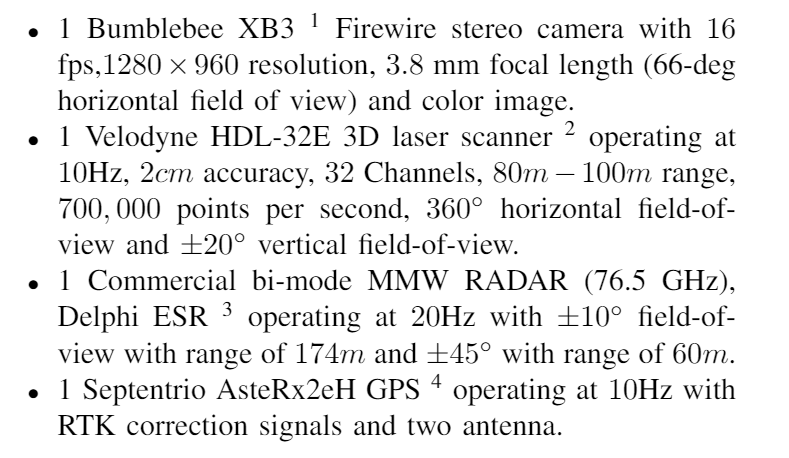 • 1 Bumblebee XB3 ¹ Firewire stereo camera with 16
fps,1280 × 960 resolution, 3.8 mm focal length (66-deg
horizontal field of view) and color image.
• 1 Velodyne HDL-32E 3D laser scanner ² operating at
10Hz, 2cm accuracy, 32 Channels, 80m − 100m range,
700, 000 points per second, 360° horizontal field-of-
view and ±20° vertical field-of-view.
• 1 Commercial bi-mode MMW RADAR (76.5 GHz),
Delphi ESR ³ operating at 20Hz with ±10° field-of-
view with range of 174m and ±45° with range of 60m.
• 1 Septentrio AsteRx2eH GPS ⁴ operating at 10Hz with
RTK correction signals and two antenna.